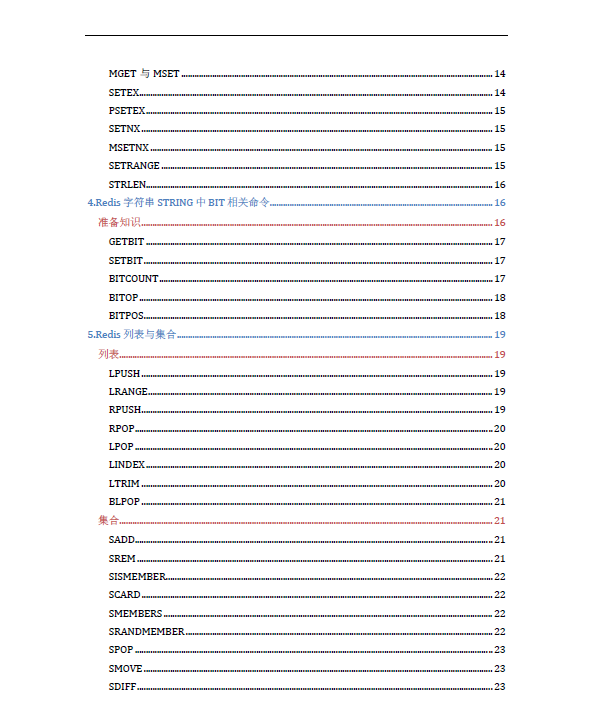 MGET 与 MSET 14
SETEX 14
PSETEX 15
SETNX 15
MSETNX 15
SETRANGE 15
STRLEN 16
4.Redis 字符串 STRING 中 BIT 相关命令 16
准备知识 16
GETBIT 17
SETBIT 17
BITCOUNT 17
BITOP 18
BITPOS 18
5.Redis 列表与集合 19
列表 19
LPUSH 19
LRANGE 19
RPUSH 19
RPOP 20
LPOP 20
LINDEX 20
LTRIM 20
BLPOP 21
集合 21
SADD 21
SREM 21
SISMEMBER 22
SCARD 22
SMEMBERS 22
SRANDMEMBER 22
SPOP 23
SMOVE 23
SDIFF 23